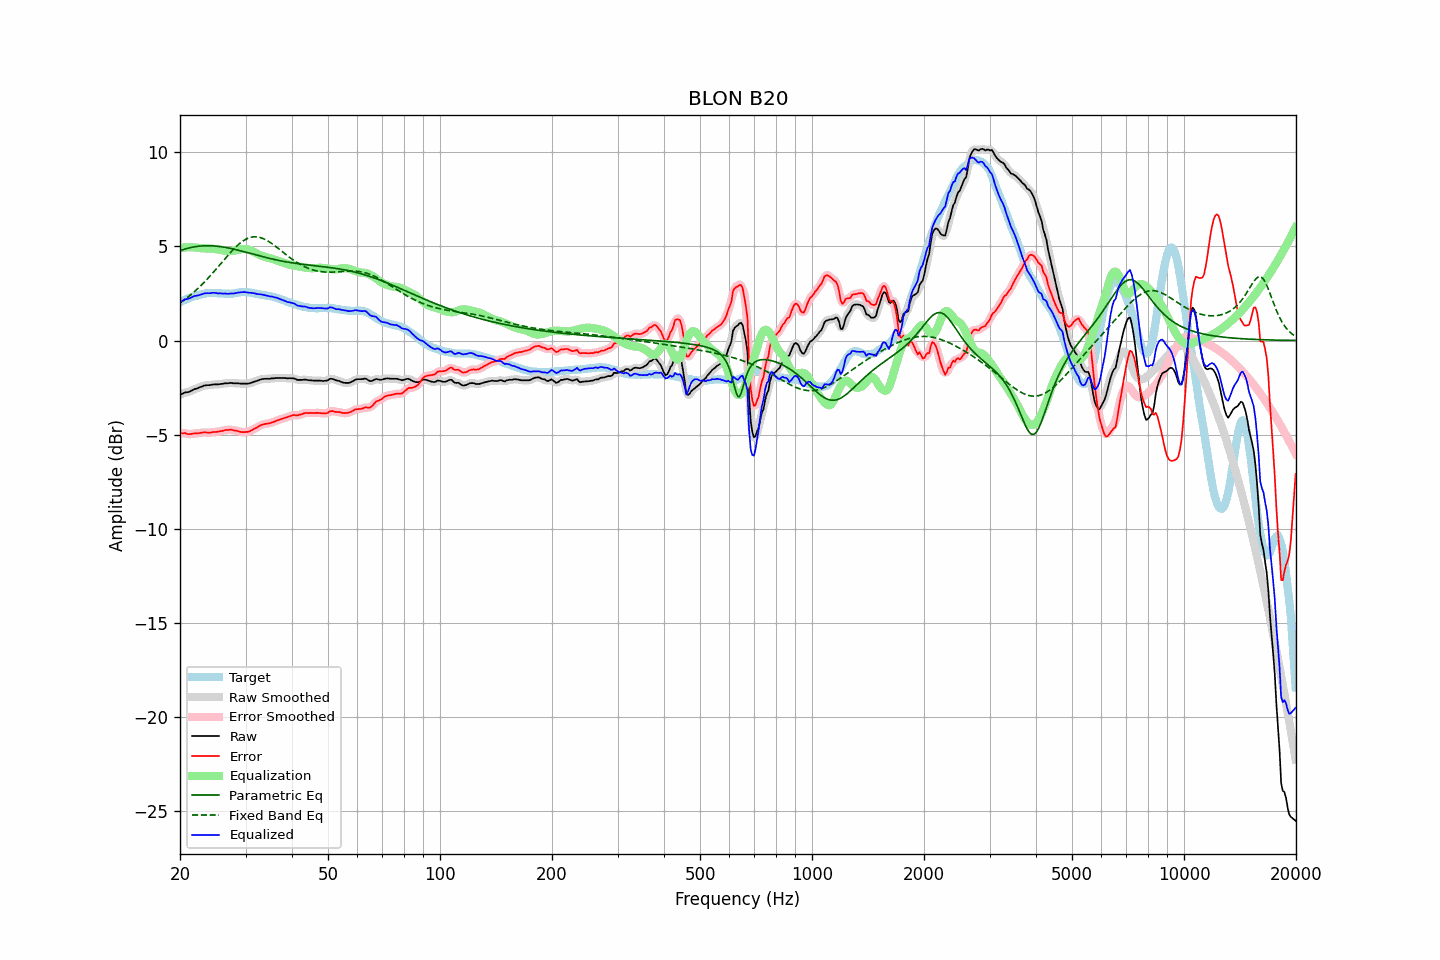 BLON B20
Amplitude (dBr)
10
5
0
−5
−10
−15
−20
−25
Target
Raw Smoothed
Error Smoothed
Raw
Error
Equalization
Parametric Eq
Fixed Band Eq
Equalized
20 50 100 200 500 1000 2000 5000 10000 20000
Frequency (Hz)